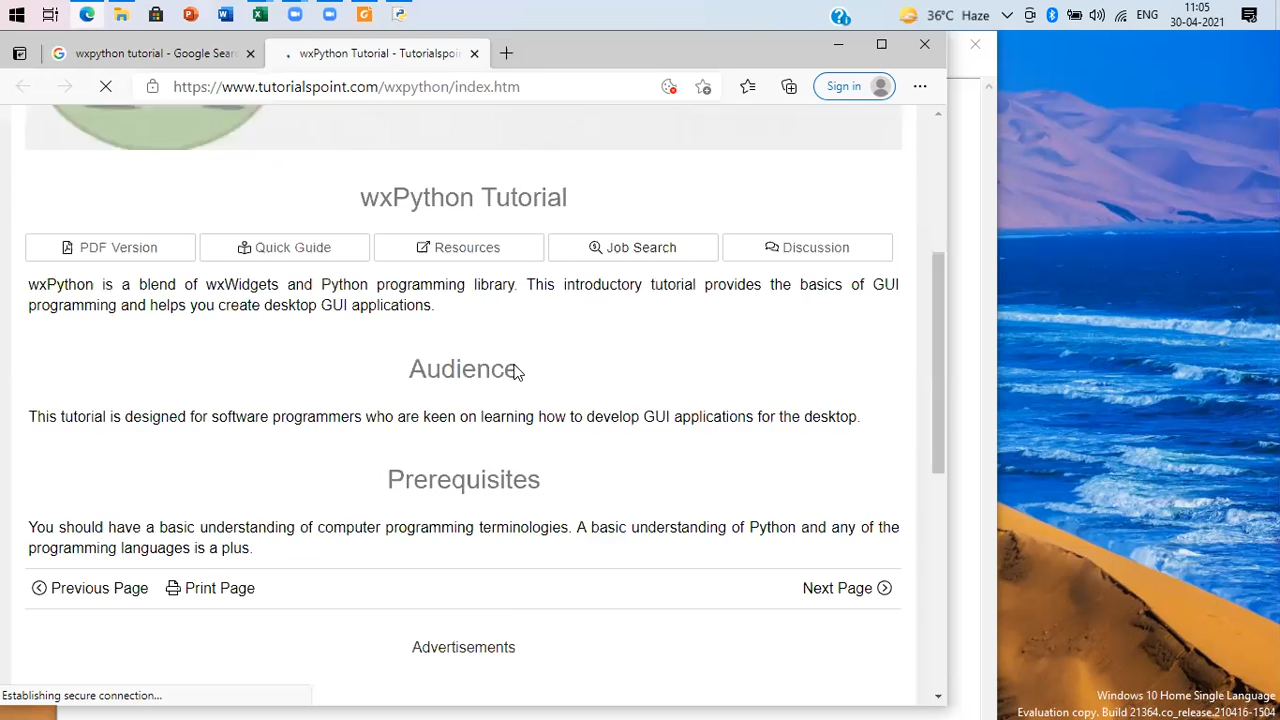 36°C Haze
ENG
11:05
30-04-2021
wxpython tutorial - Google Sear
wxPython Tutorial - Tutorialspoi
https://www.tutorialspoint.com/wxpython/index.htm
Sign in
wxPython Tutorial
PDF Version
Quick Guide
Resources
Job Search
Discussion
wxPython is a blend of wxWidgets and Python programming library. This introductory tutorial provides the basics of GUI
programming and helps you create desktop GUI applications.
Audience
This tutorial is designed for software programmers who are keen on learning how to develop GUI applications for the desktop.
Prerequisites
You should have a basic understanding of computer programming terminologies. A basic understanding of Python and any of the
programming languages is a plus.
Previous Page
Print Page
Next Page
Advertisements
Establishing secure connection...
Windows 10 Home Single Language
Evaluation copy. Build 21364.co_release.210416-1504